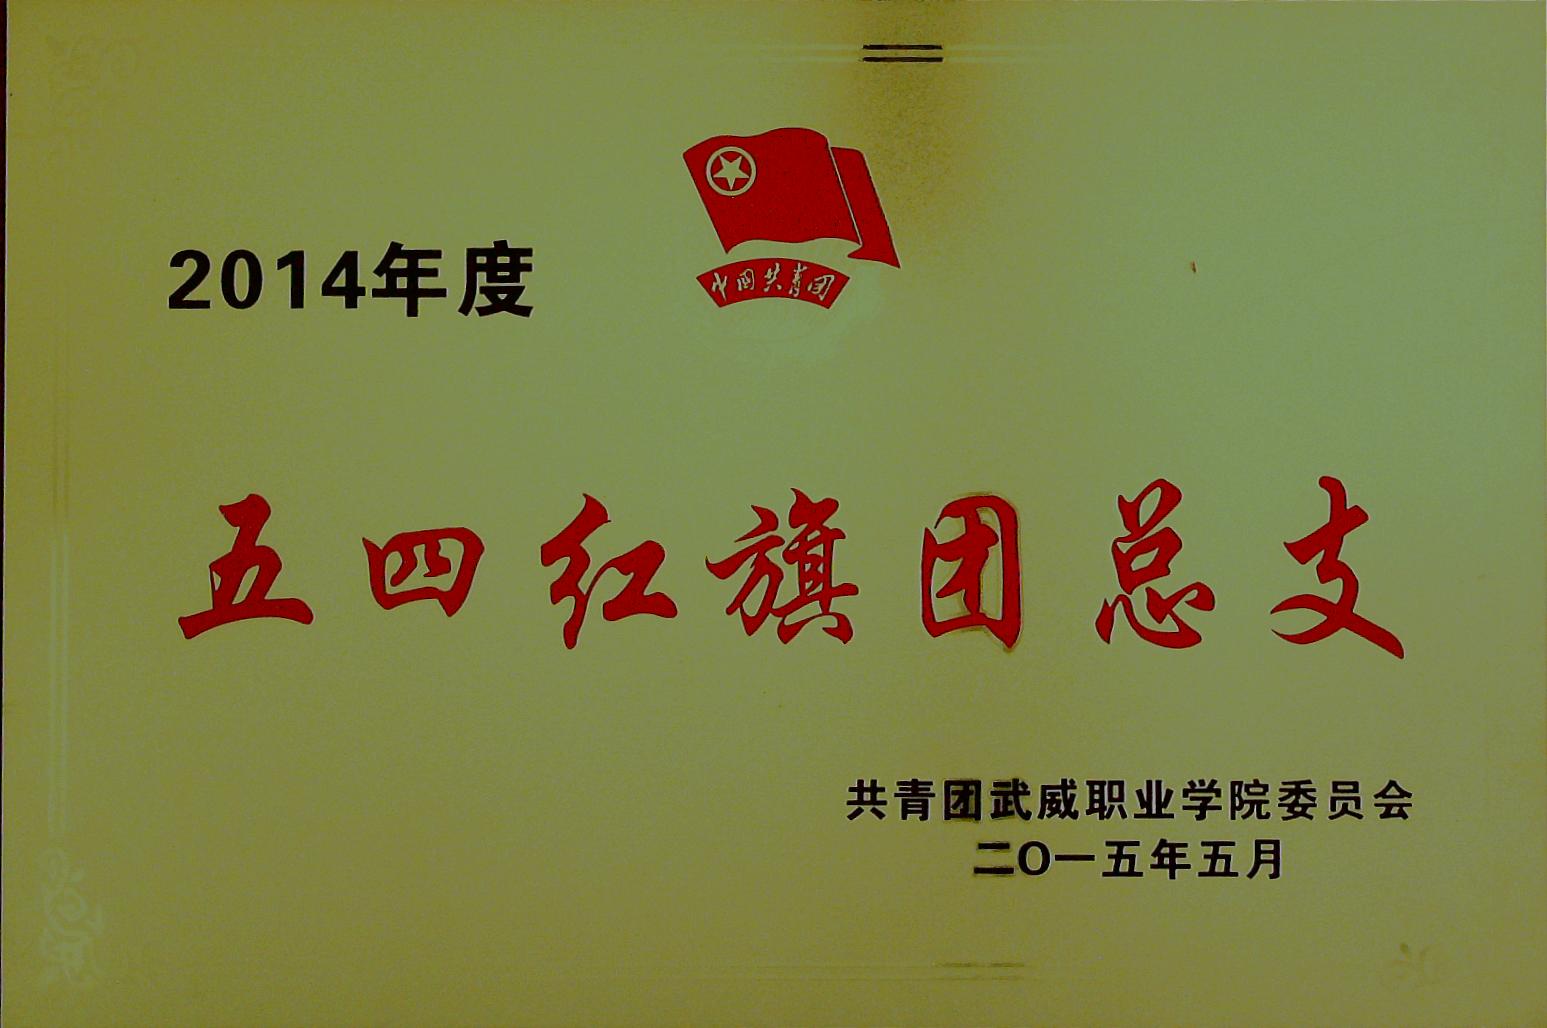 中国共青团
2014年度
五四红旗团总支
共青团武威职业学院委员会
二O一五年五月